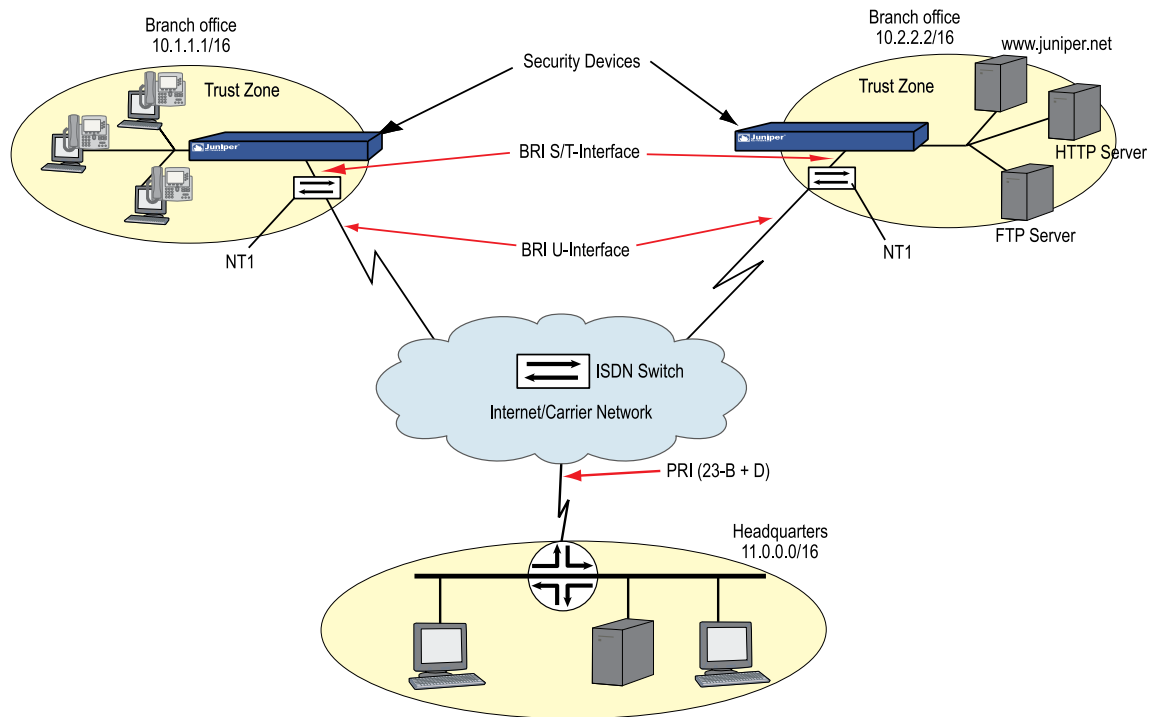 Branch office
10.1.1.1/16
Branch office
10.2.2.2/16
www.juniper.net
Security Devices
Trust Zone
Trust Zone
Juniper
Juniper
BRI S/T-Interface
HTTP Server
FTP Server
BRI U-Interface
NT1
NT1
ISDN Switch
Internet/Carrier Network
PRI (23-B + D)
Headquarters
11.0.0.0/16